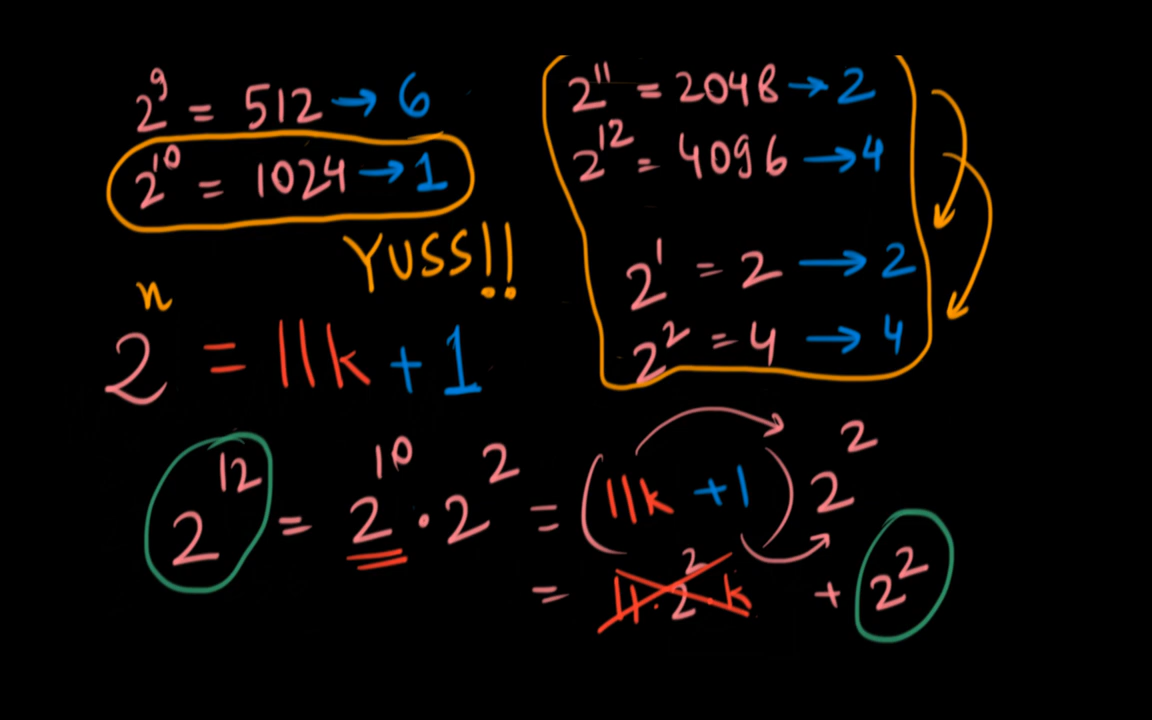 2⁹ = 512 → 6
2¹⁰ = 1024 → 1
YUSS!!
2¹¹ = 2048 → 2
2¹² = 4096 → 4
2¹ = 2 → 2
2² = 4 → 4
2ⁿ = 11k + 1
2¹² = 2¹⁰ · 2² = (11k + 1) 2²
= 11 · 2² · k + 2²